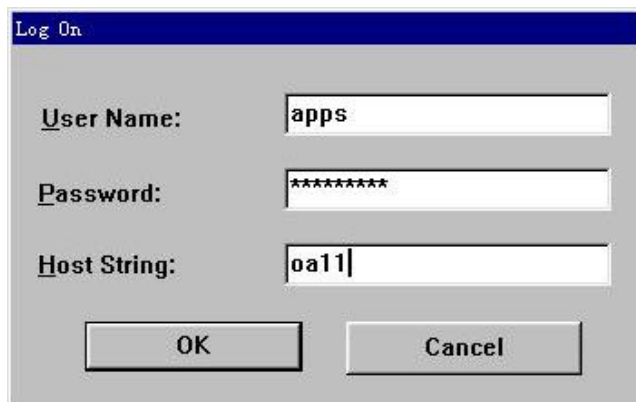 Log On
User Name: apps
Password: *********
Host String: oa11
OK Cancel